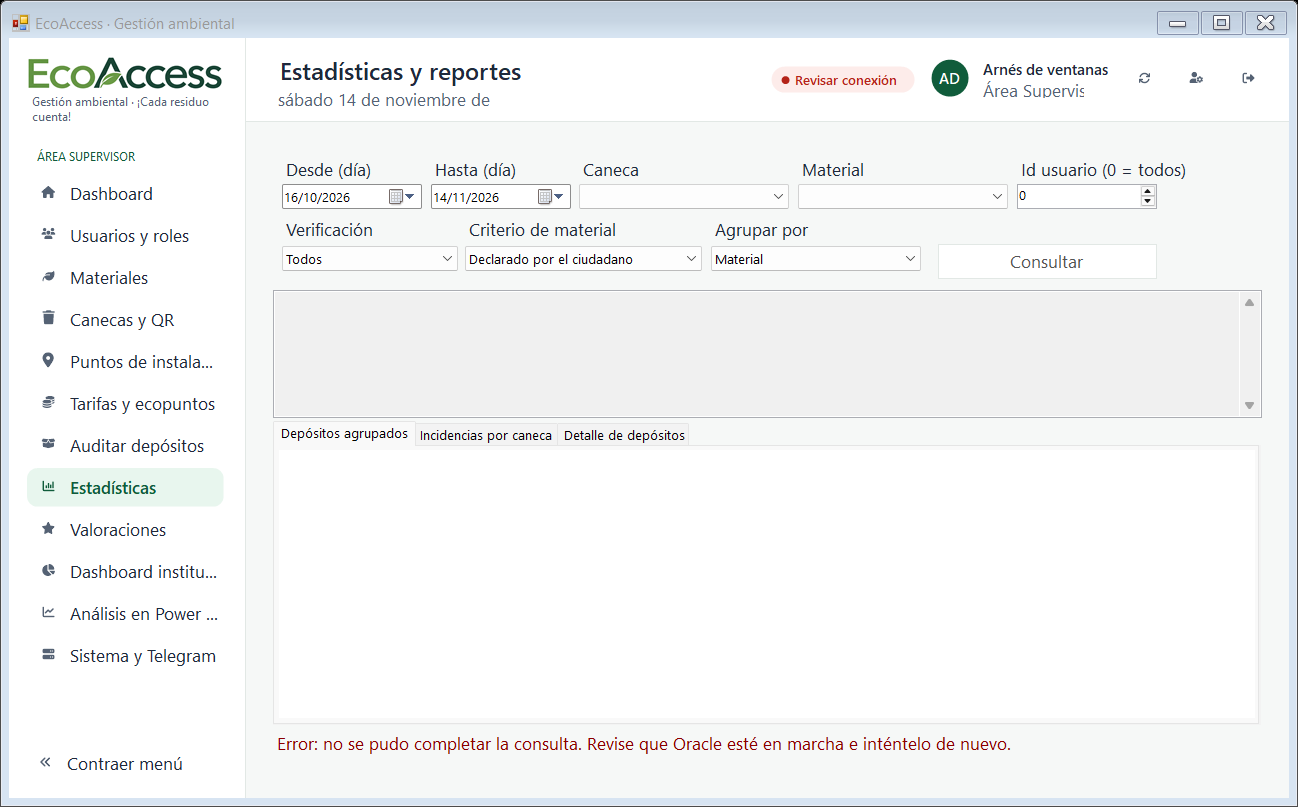 EcoAccess · Gestión ambiental
EcoAccess
Gestión ambiental · ¡Cada residuo
cuenta!
ÁREA SUPERVISOR
Dashboard
Usuarios y roles
Materiales
Canecas y QR
Puntos de instala...
Tarifas y ecopuntos
Auditar depósitos
Estadísticas
Valoraciones
Dashboard institu...
Análisis en Power ...
Sistema y Telegram
Contraer menú
Estadísticas y reportes
sábado 14 de noviembre de
Revisar conexión
AD
Arnés de ventanas
Área Supervis
Desde (día)
Hasta (día)
Caneca
Material
Id usuario (0 = todos)
16/10/2026
14/11/2026
0
Verificación
Criterio de material
Agrupar por
Todos
Declarado por el ciudadano
Material
Consultar
Depósitos agrupados
Incidencias por caneca
Detalle de depósitos
Error: no se pudo completar la consulta. Revise que Oracle esté en marcha e inténtelo de nuevo.